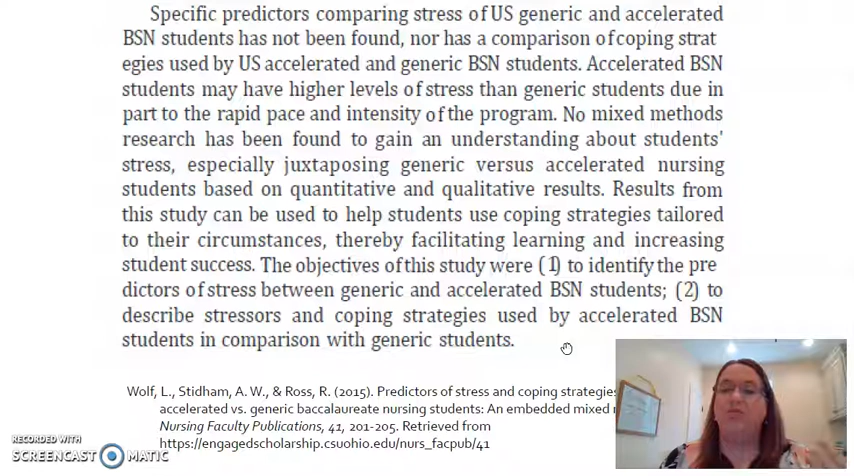 Specific predictors comparing stress of US generic and accelerated
BSN students has not been found, nor has a comparison of coping strat
egies used by US accelerated and generic BSN students. Accelerated BSN
students may have higher levels of stress than generic students due in
part to the rapid pace and intensity of the program. No mixed methods
research has been found to gain an understanding about students'
stress, especially juxtaposing generic versus accelerated nursing
students based on quantitative and qualitative results. Results from
this study can be used to help students use coping strategies tailored
to their circumstances, thereby facilitating learning and increasing
student success. The objectives of this study were (1) to identify the pre
dictors of stress between generic and accelerated BSN students; (2) to
describe stressors and coping strategies used by accelerated BSN
students in comparison with generic students.
Wolf, L., Stidham, A. W., & Ross, R. (2015). Predictors of stress and coping strategies
accelerated vs. generic baccalaureate nursing students: An embedded mixed
Nursing Faculty Publications, 41, 201-205. Retrieved from
https://engagedscholarship.csuohio.edu/nurs_facpub/41
RECORDED WITH
SCREENCAST MATIC